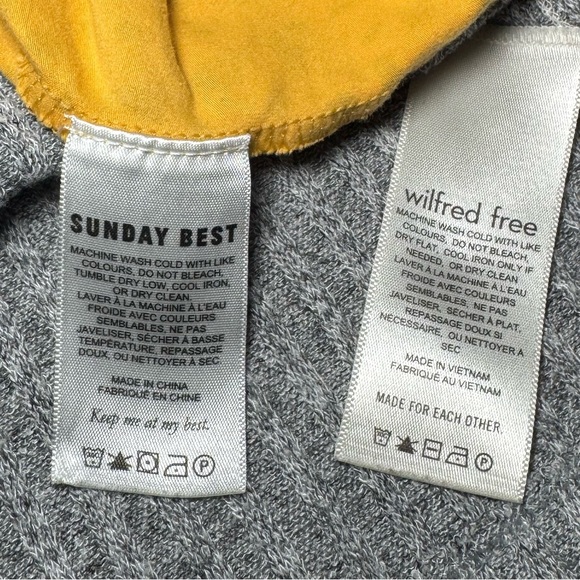 SUNDAY BEST
MACHINE WASH COLD WITH LIKE
COLOURS, DO NOT BLEACH,
TUMBLE DRY LOW, COOL IRON,
OR DRY CLEAN.
LAVER À LA MACHINE À L'EAU
FROIDE AVEC COULEURS
SEMBLABLES, NE PAS
JAVELISER, SÉCHER À BASSE
TEMPÉRATURE, REPASSAGE
DOUX, OU NETTOYER À SEC
MADE IN CHINA
FABRIQUÉ EN CHINE
Keep me at my best.
wilfred free
MACHINE WASH COLD WITH LIKE
COLOURS, DO NOT BLEACH,
DRY FLAT, COOL IRON ONLY IF
NEEDED, OR DRY CLEAN.
LAVER À LA MACHINE À L'EAU
FROIDE AVEC COULEURS
SEMBLABLES, NE PAS
JAVELISER, SÉCHER À PLAT,
REPASSAGE DOUX SI
NÉCESSAIRE, OU NETTOYER À
SEC
MADE IN VIETNAM
FABRIQUÉ AU VIETNAM
MADE FOR EACH OTHER.